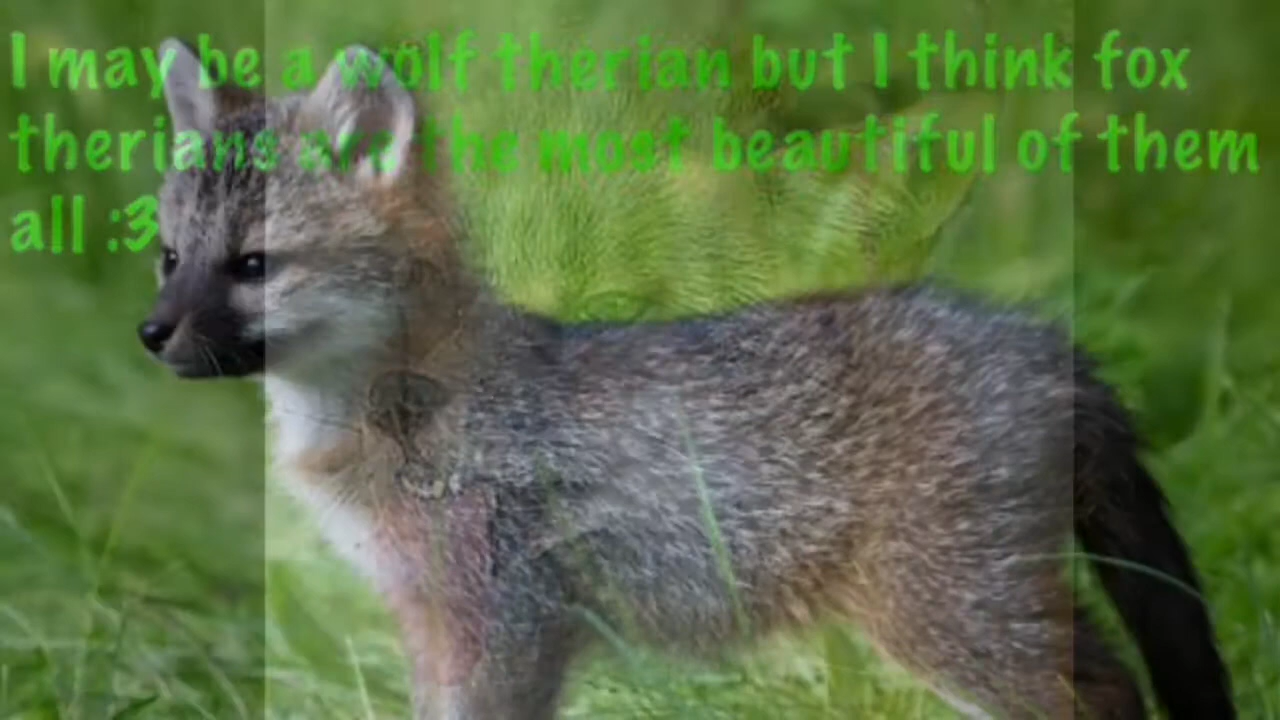 I may be a wolf therian but I think fox
therians are the most beautiful of them
all :3